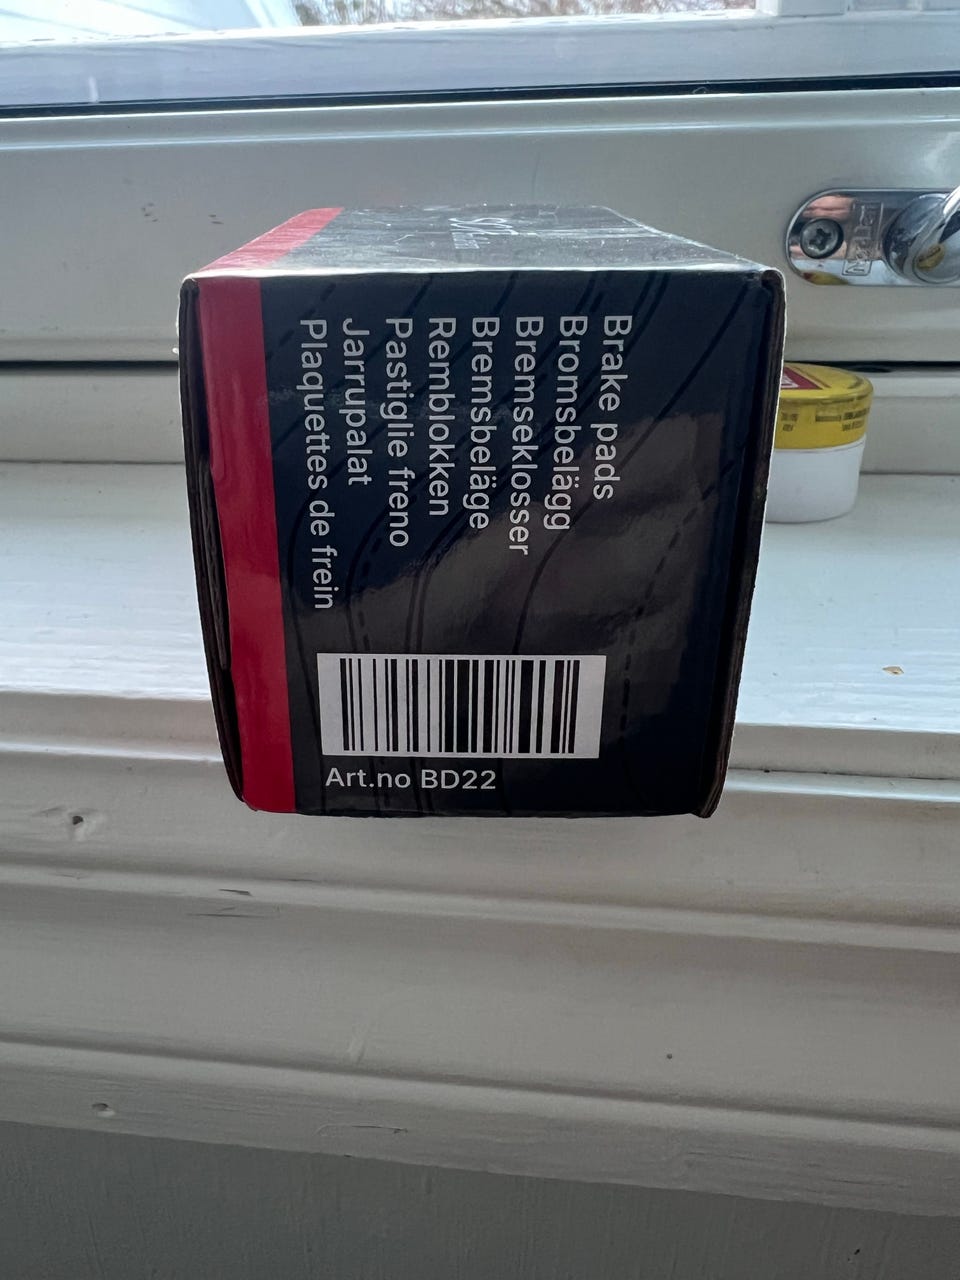 Brake pads
Bromsbelägg
Bremseklosser
Bremsbeläge
Remblokken
Pastiglie freno
Jarrupalat
Plaquettes de frein
Art.no BD22